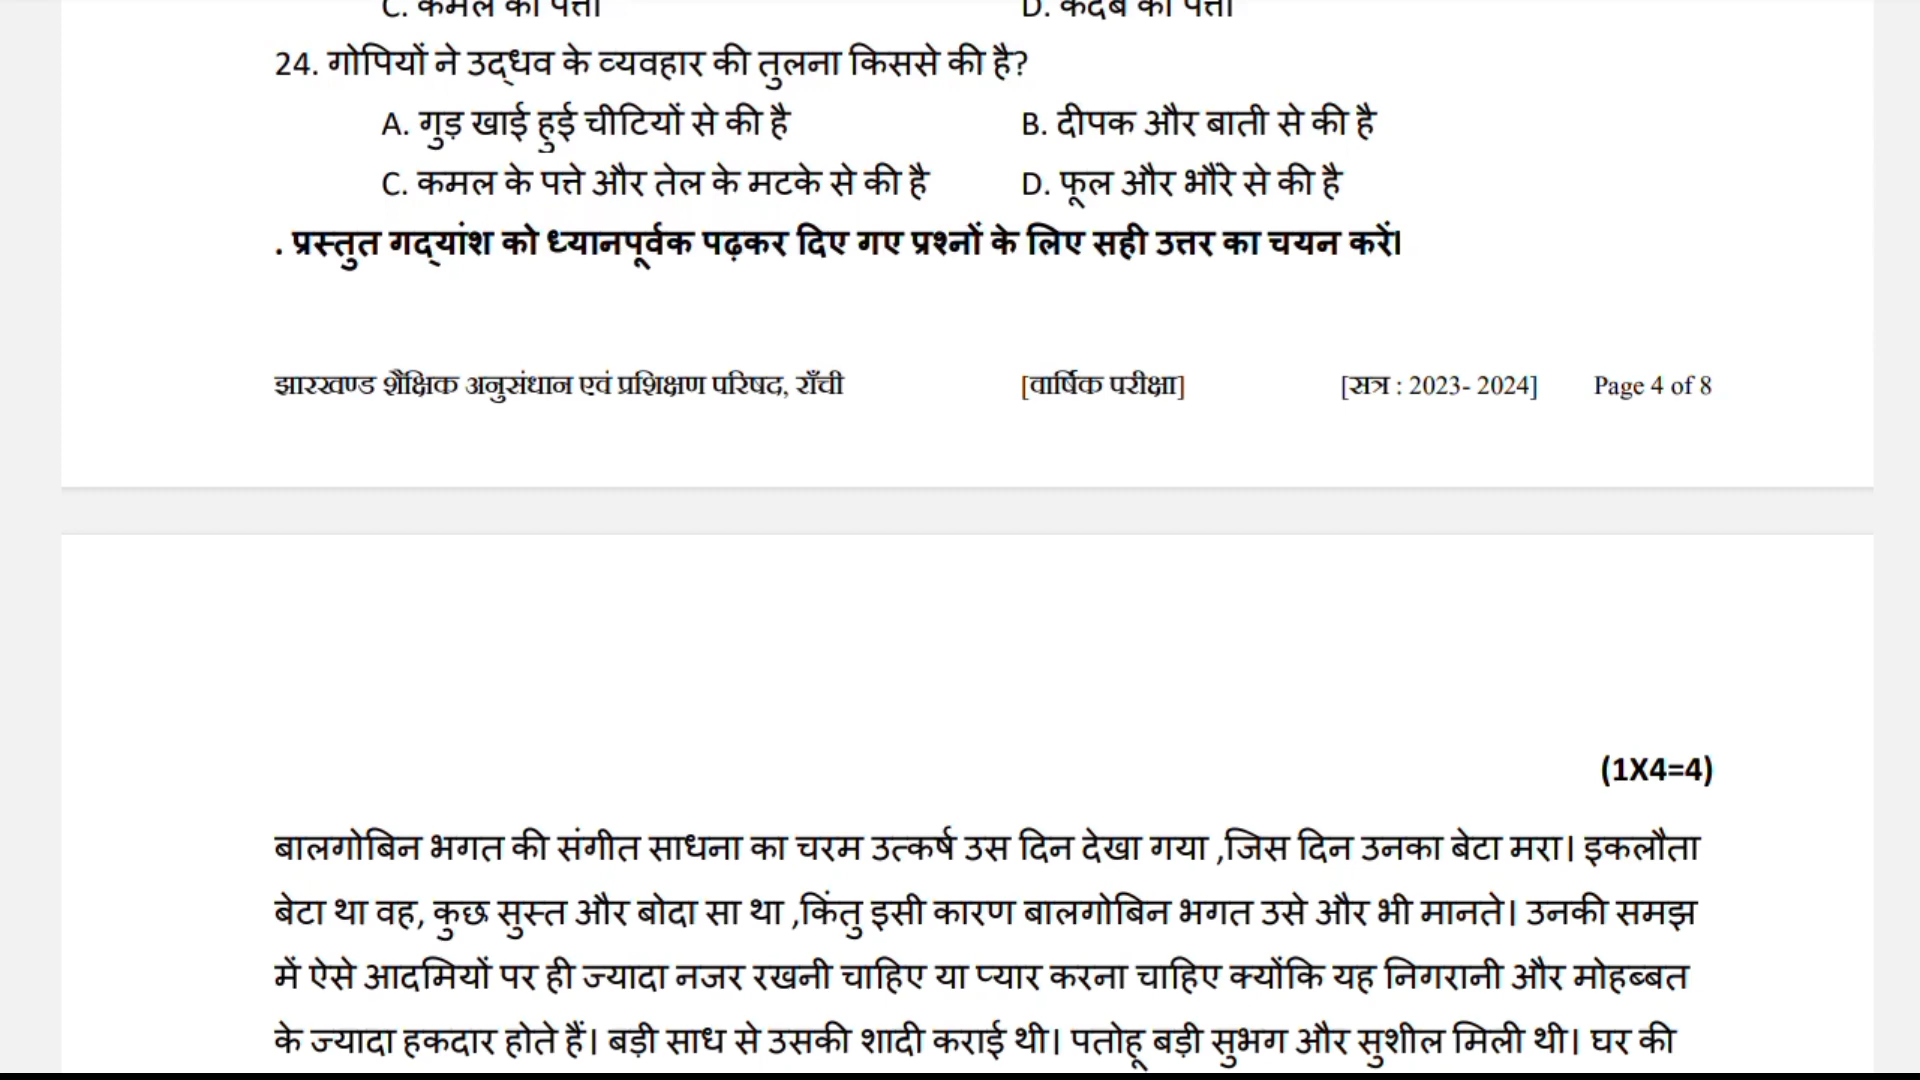 C. कमल का पत्ता D. कदंब का पत्ता
24. गोपियों ने उद्धव के व्यवहार की तुलना किससे की है?
A. गुड़ खाई हुई चीटियों से की है B. दीपक और बाती से की है
C. कमल के पत्ते और तेल के मटके से की है D. फूल और भौंरे से की है
. प्रस्तुत गद्यांश को ध्यानपूर्वक पढ़कर दिए गए प्रश्नों के लिए सही उत्तर का चयन करें।
झारखण्ड शैक्षिक अनुसंधान एवं प्रशिक्षण परिषद, राँची [वार्षिक परीक्षा] [सत्र : 2023- 2024] Page 4 of 8
(1X4=4)
बालगोबिन भगत की संगीत साधना का चरम उत्कर्ष उस दिन देखा गया ,जिस दिन उनका बेटा मरा। इकलौता
बेटा था वह, कुछ सुस्त और बोदा सा था ,किंतु इसी कारण बालगोबिन भगत उसे और भी मानते। उनकी समझ
में ऐसे आदमियों पर ही ज्यादा नजर रखनी चाहिए या प्यार करना चाहिए क्योंकि यह निगरानी और मोहब्बत
के ज्यादा हकदार होते हैं। बड़ी साध से उसकी शादी कराई थी। पतोहू बड़ी सुभग और सुशील मिली थी। घर की